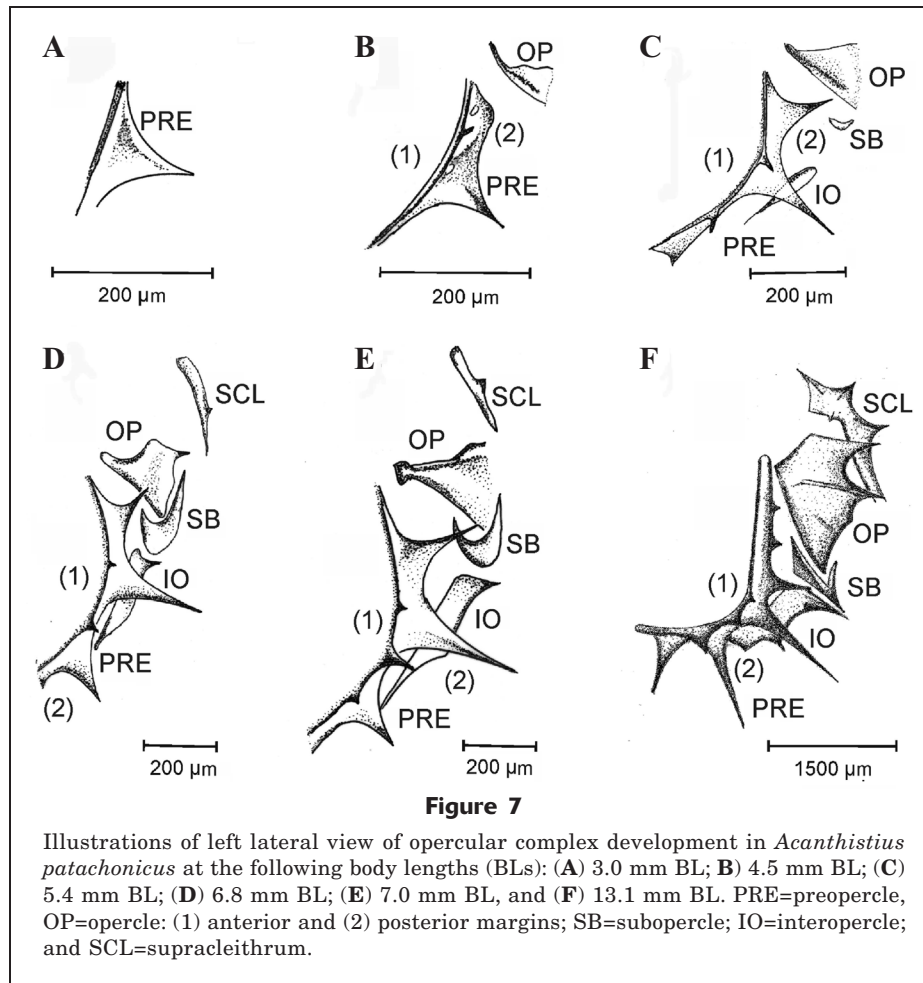 A
B
C
PRE
OP
(1)
(2)
PRE
OP
(1)
(2)
SB
IO
PRE
200 µm
200 µm
200 µm
D
E
F
SCL
OP
SB
(1)
IO
PRE
(2)
SCL
OP
SB
(1)
IO
(2)
PRE
SCL
OP
(1)
SB
IO
(2)
PRE
200 µm
200 µm
1500 µm
Figure 7
Illustrations of left lateral view of opercular complex development in Acanthistius
patachonicus at the following body lengths (BLs): (A) 3.0 mm BL; B) 4.5 mm BL; (C)
5.4 mm BL; (D) 6.8 mm BL; (E) 7.0 mm BL, and (F) 13.1 mm BL. PRE=preopercle,
OP=opercle: (1) anterior and (2) posterior margins; SB=subopercle; IO=interopercle;
and SCL=supracleithrum.